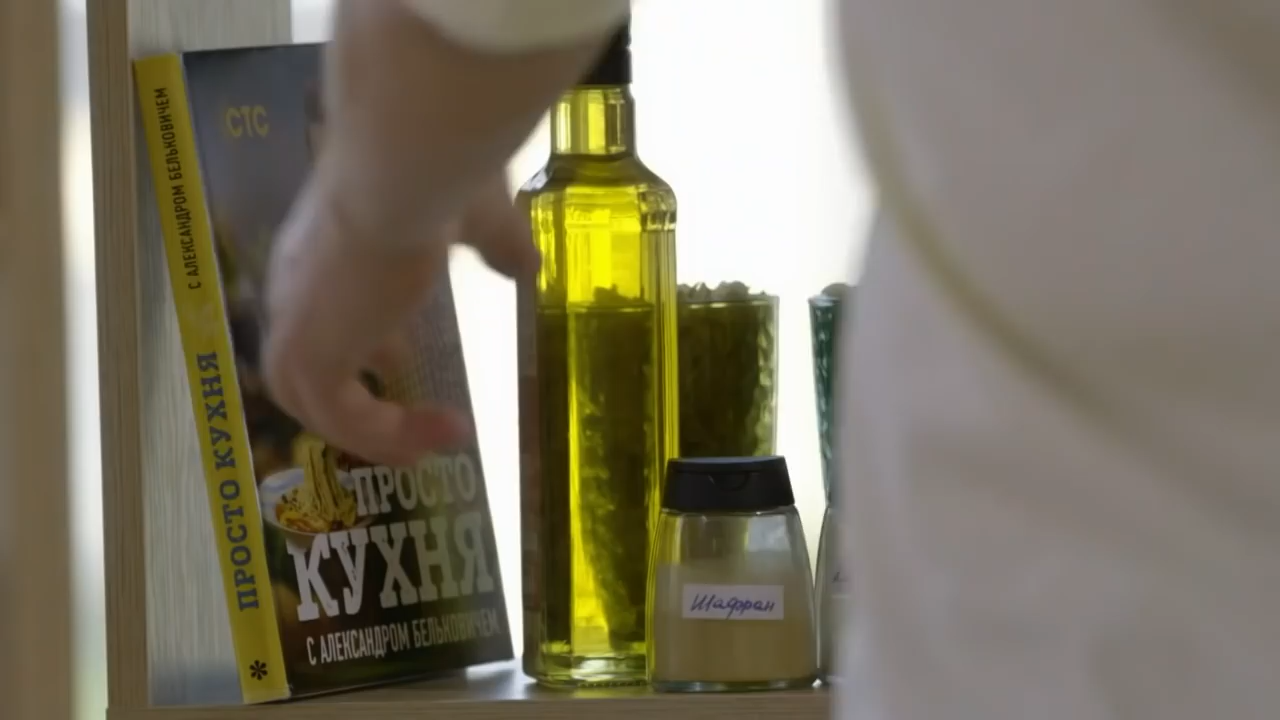 С АЛЕКСАНДРОМ БЕЛЬКОВИЧЕМ
ПРОСТО КУХНЯ
СТС
ПРОСТО
КУХНЯ
С АЛЕКСАНДРОМ БЕЛЬКОВИЧЕМ
Шафран